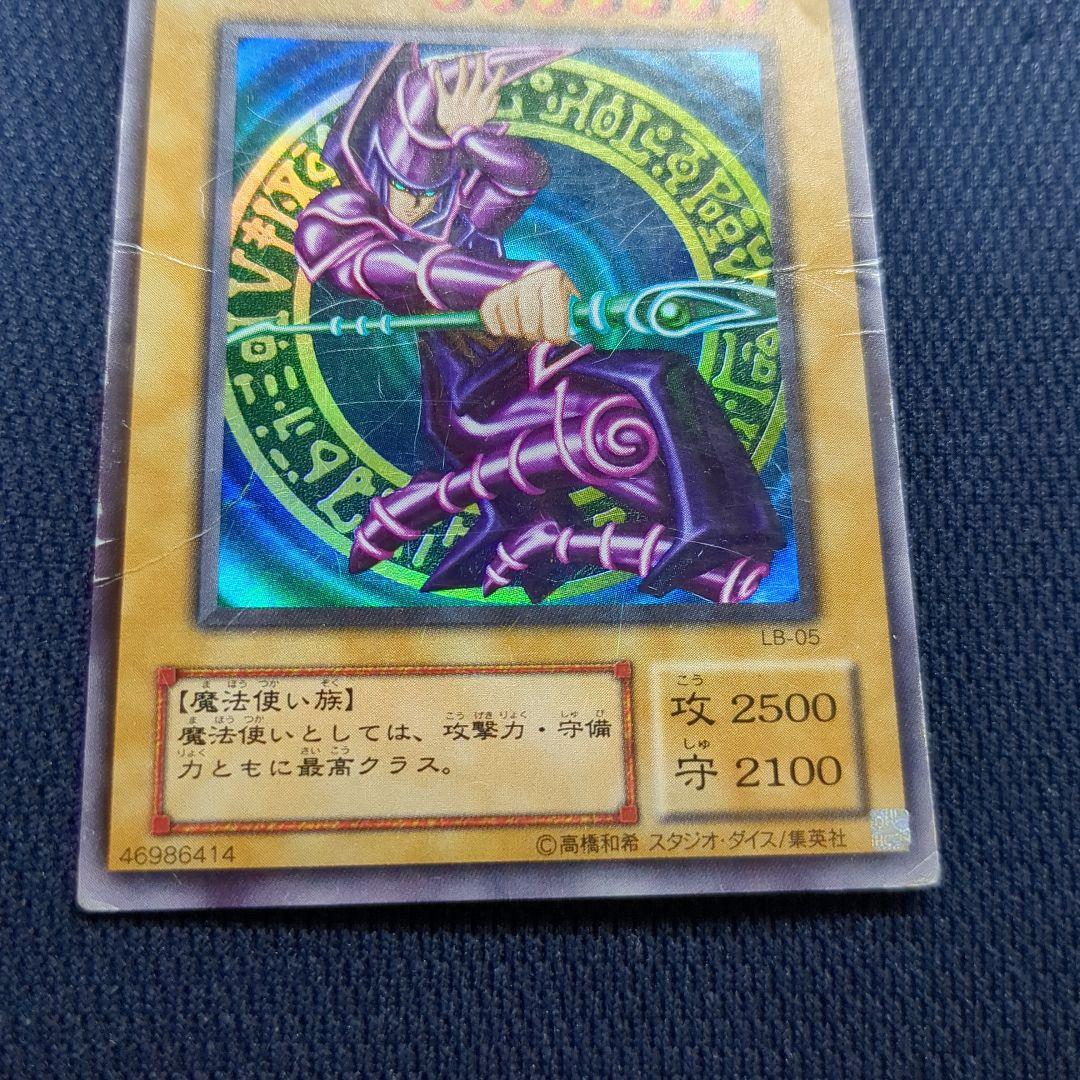 LB-05
【魔法使い族】
魔法使いとしては、攻撃力・守備
力ともに最高クラス。
攻 2500
守 2100
46986414
©高橋和希 スタジオ・ダイス/集英社